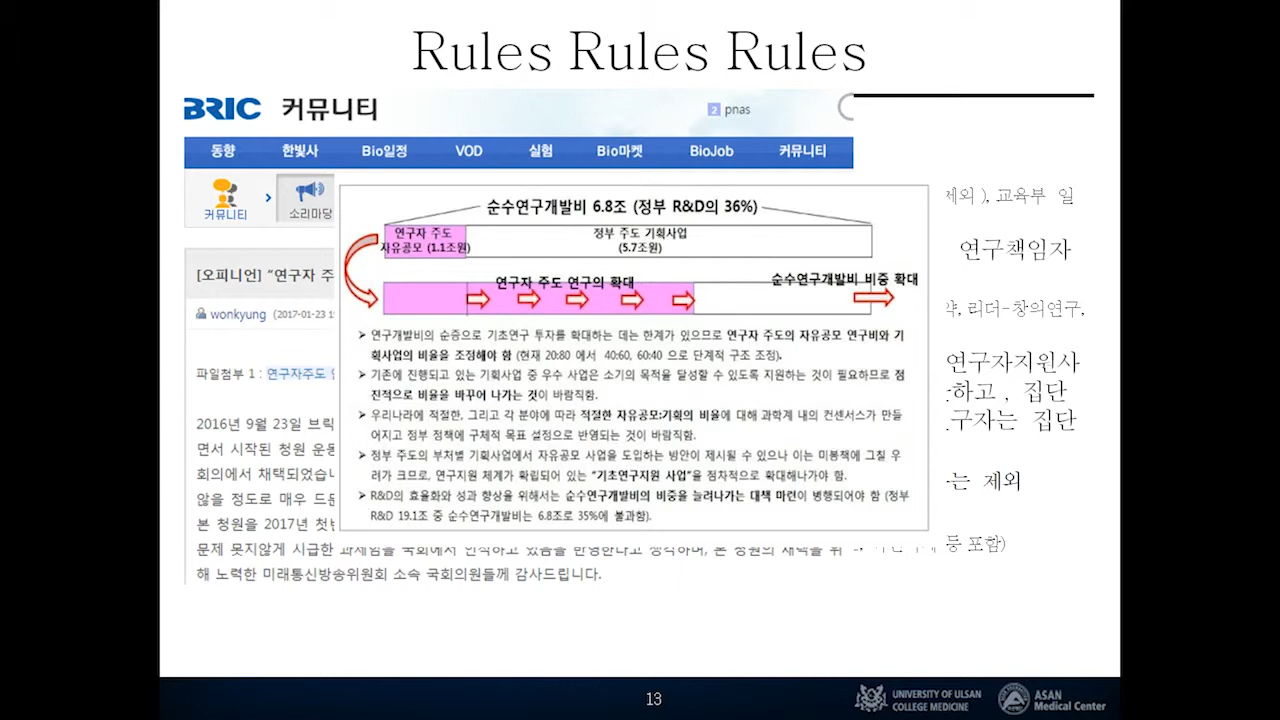 Rules Rules Rules
BRIC 커뮤니티
2 pnas
동향 한빛사 Bio일정 VOD 실험 Bio마켓 BioJob 커뮤니티
커뮤니티 소리마당
[오피니언] “연구자 주
wonkyung (2017-01-23
파일첨부 1 : 연구자주도
2016년 9월 23일 브릭
면서 시작된 청원 운동
회의에서 채택되었습니
않을 정도로 매우 드문
본 청원을 2017년 첫번
문제 못지않게 시급한 과제임을 국회에서 인식하고 있음을 반영한다고 생각하며, 본 청원의 채택을 위
해 노력한 미래통신방송위원회 소속 국회의원들께 감사드립니다.
순수연구개발비 6.8조 (정부 R&D의 36%)
연구자 주도
자유공모 (1.1조원)
정부 주도 기획사업
(5.7조원)
연구자 주도 연구의 확대
순수연구개발비 비중 확대
➤ 연구개발비의 순증으로 기초연구 투자를 확대하는 데는 한계가 있으므로 연구자 주도의 자유공모 연구비와 기
획사업의 비율을 조정해야 함 (현재 20:80 에서 40:60, 60:40 으로 단계적 구조 조정).
➤ 기존에 진행되고 있는 기획사업 중 우수 사업은 소기의 목적을 달성할 수 있도록 지원하는 것이 필요하므로 점
진적으로 비율을 바꾸어 나가는 것이 바람직함.
➤ 우리나라에 적절한, 그리고 각 분야에 따라 적절한 자유공모:기획의 비율에 대해 과학계 내의 컨센서스가 만들
어지고 정부 정책에 구체적 목표 설정으로 반영되는 것이 바람직함.
➤ 정부 주도의 부처별 기획사업에서 자유공모 사업을 도입하는 방안이 제시될 수 있으나 이는 미봉책에 그칠 우
려가 크므로, 연구지원 체계가 확립되어 있는 “기초연구지원 사업”을 점차적으로 확대해나가야 함.
➤ R&D의 효율화와 성과 향상을 위해서는 순수연구개발비의 비중을 늘려나가는 대책 마련이 병행되어야 함 (정부
R&D 19.1조 중 순수연구개발비는 6.8조로 35%에 불과함).
제외), 교육부 일
연구책임자
리더-창의연구,
연구자지원사
하고, 집단
구자는 집단
는 제외
등 포함)
13
UNIVERSITY OF ULSAN
COLLEGE MEDICINE
ASAN
Medical Center